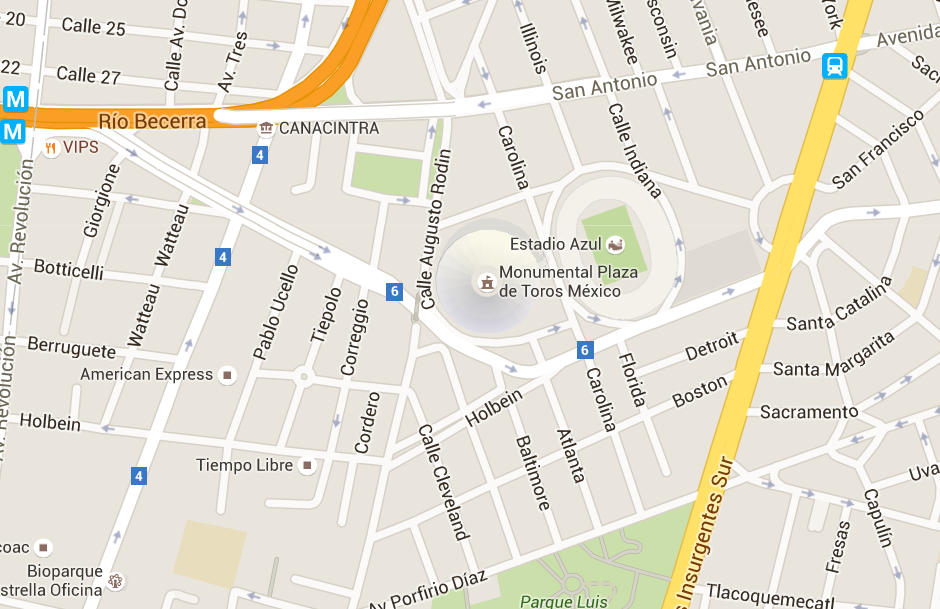 20
Calle 25
Calle Av. Do
Av. Tres
Illinois
Milwakee
sconsin
vania
esee
York
Avenida
22
Calle 27
San Antonio
San Antonio
Sac
M
M
Río Becerra
CANACINTRA
4
VIPS
Carolina
Calle Indiana
San Francisco
Av. Revolución
Giorgione
Watteau
Calle Augusto Rodin
4
Estadio Azul
Botticelli
Monumental Plaza
de Toros México
6
Watteau
Pablo Ucello
Tiepolo
Correggio
Santa Catalina
Berruguete
6
Detroit
Santa Margarita
American Express
Florida
Boston
Av. Revolución
Holbein
Cordero
Holbein
Carolina
Sacramento
Tiempo Libre
4
Calle Cleveland
Baltimore
Atlanta
s Insurgentes Sur
Uva
Capulín
Fresas
coac
Bioparque
strella Oficina
Av Porfirio Díaz
Parque Luis
Tlacoquemecatl